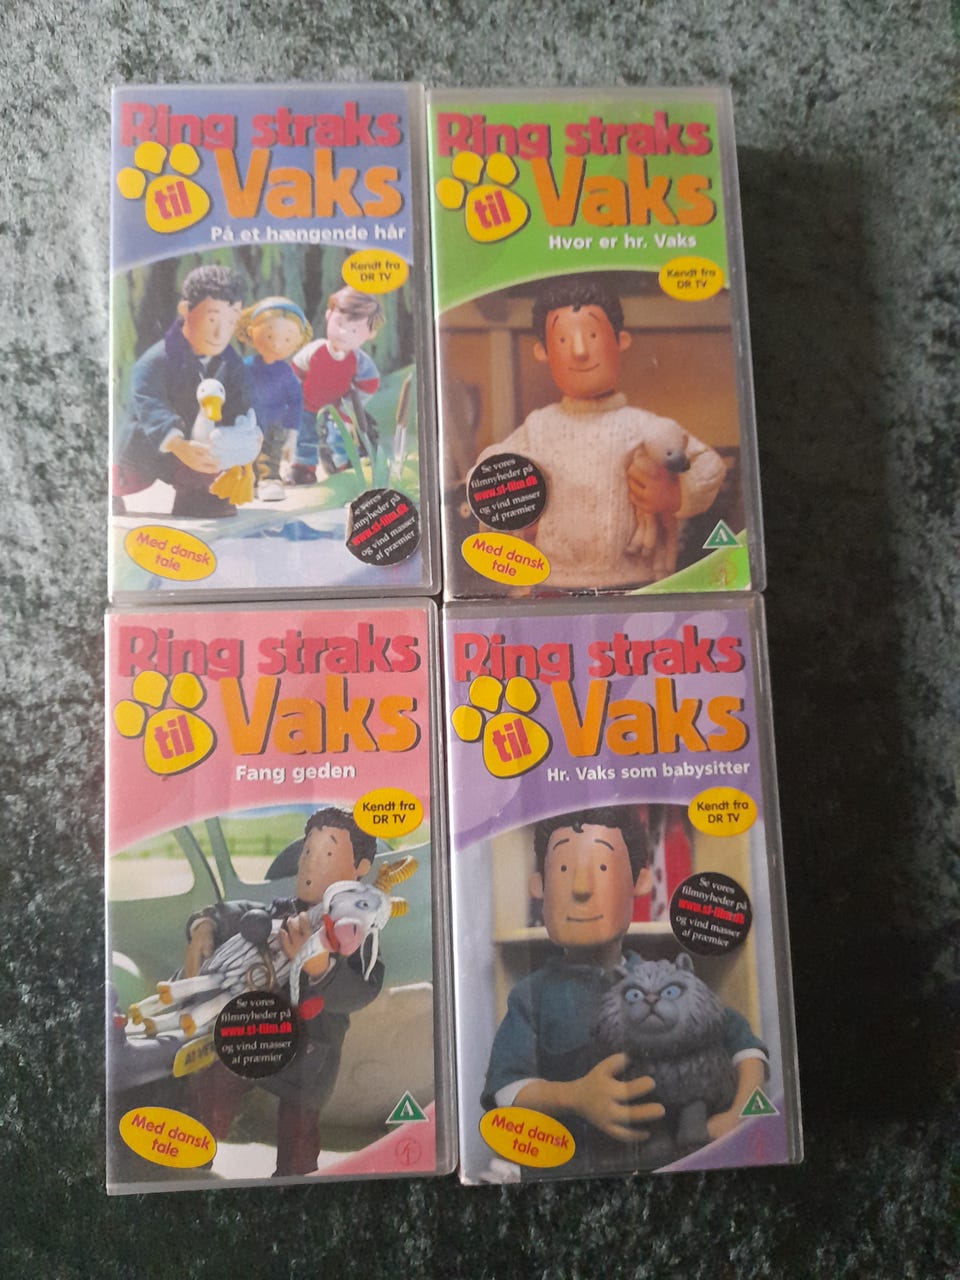 Ring straks
til
Vaks
På et hængende hår
Kendt fra
DR TV
e vores
mnyheder på
www.sf-film.dk
og vind masser
af præmier
Med dansk
tale
Ring straks
til
Vaks
Hvor er hr. Vaks
Kendt fra
DR TV
Se vores
filmnyheder på
www.sf-film.dk
og vind masser
af præmier
Med dansk
tale
A
Ring straks
til
Vaks
Fang geden
Kendt fra
DR TV
Se vores
filmnyheder på
www.sf-film.dk
og vind masser
af præmier
Med dansk
tale
A
Ring straks
til
Vaks
Hr. Vaks som babysitter
Kendt fra
DR TV
Se vores
filmnyheder på
www.sf-film.dk
og vind masser
af præmier
Med dansk
tale
A